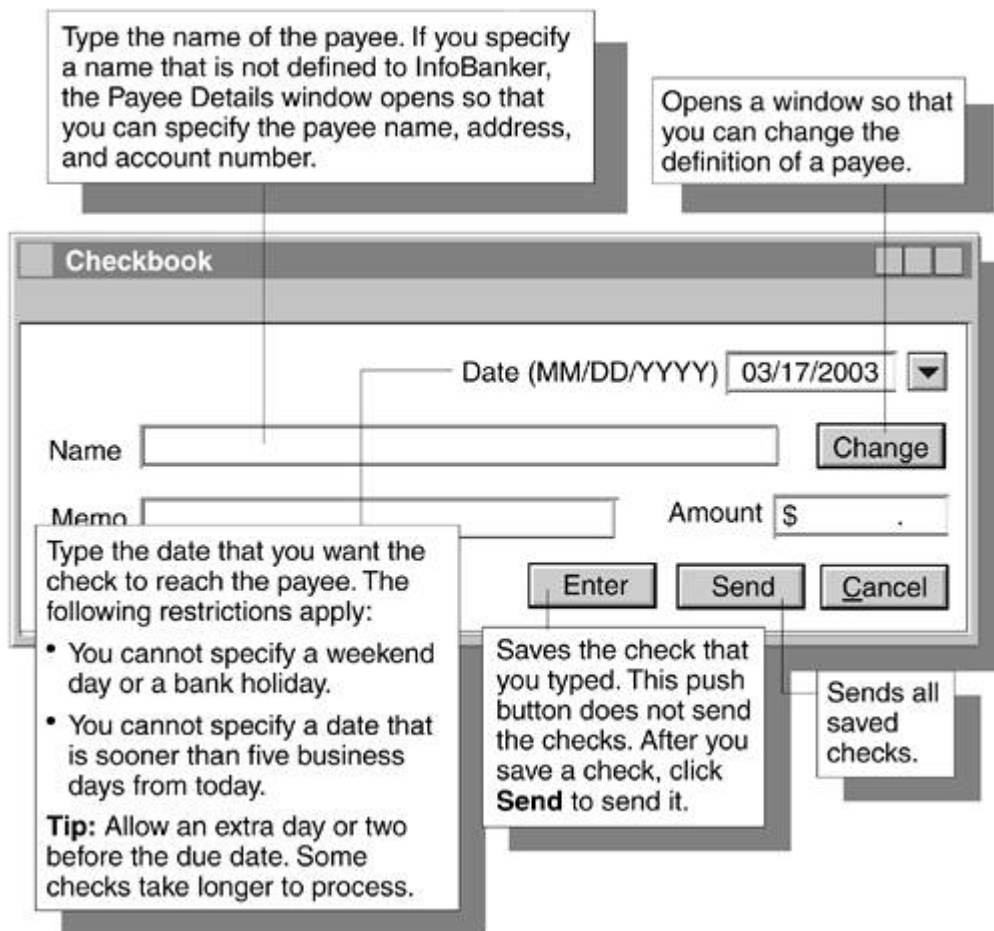 Type the name of the payee. If you specify
a name that is not defined to InfoBanker,
the Payee Details window opens so that
you can specify the payee name, address,
and account number.
Opens a window so that
you can change the
definition of a payee.
Checkbook
Date (MM/DD/YYYY) 03/17/2003
Name
Change
Memo
Amount $ .
Type the date that you want the
check to reach the payee. The
following restrictions apply:
• You cannot specify a weekend
day or a bank holiday.
• You cannot specify a date that
is sooner than five business
days from today.
Tip: Allow an extra day or two
before the due date. Some
checks take longer to process.
Enter
Send
Cancel
Saves the check that
you typed. This push
button does not send
the checks. After you
save a check, click
Send to send it.
Sends all
saved
checks.